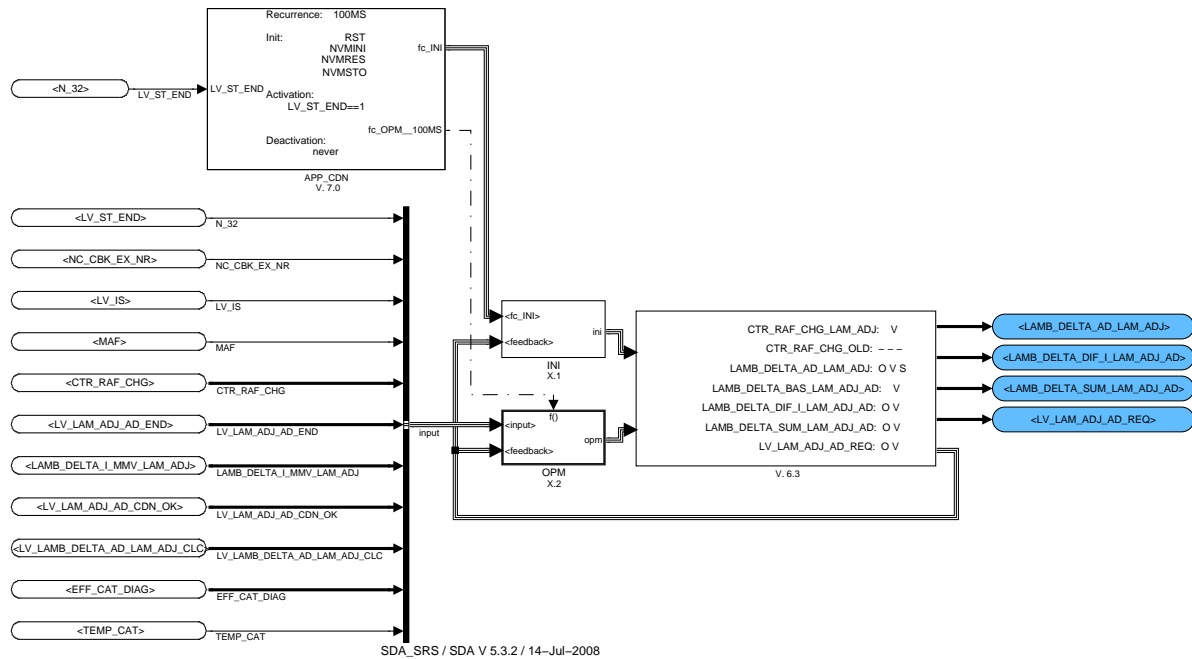 Recurrence: 100MS
Init: RST
NVMINI
NVMRES
NVMSTO
fc_INI
<N_32>
LV_ST_END
LV_ST_END
Activation:
LV_ST_END==1
fc_OPM__100MS
Deactivation:
never
APP_CDN
V. 7.0
<LV_ST_END>
N_32
<NC_CBK_EX_NR>
NC_CBK_EX_NR
<LV_IS>
LV_IS
<MAF>
MAF
<CTR_RAF_CHG>
CTR_RAF_CHG
<LV_LAM_ADJ_AD_END>
LV_LAM_ADJ_AD_END
<LAMB_DELTA_I_MMV_LAM_ADJ>
LAMB_DELTA_I_MMV_LAM_ADJ
<LV_LAM_ADJ_AD_CDN_OK>
LV_LAM_ADJ_AD_CDN_OK
<LV_LAMB_DELTA_AD_LAM_ADJ_CLC>
LV_LAMB_DELTA_AD_LAM_ADJ_CLC
<EFF_CAT_DIAG>
EFF_CAT_DIAG
<TEMP_CAT>
TEMP_CAT
input
<fc_INI>
ini
<feedback>
INI
X.1
f()
<input>
opm
<feedback>
OPM
X.2
CTR_RAF_CHG_LAM_ADJ: V
CTR_RAF_CHG_OLD: – – –
LAMB_DELTA_AD_LAM_ADJ: O V S
LAMB_DELTA_BAS_LAM_ADJ_AD: V
LAMB_DELTA_DIF_I_LAM_ADJ_AD: O V
LAMB_DELTA_SUM_LAM_ADJ_AD: O V
LV_LAM_ADJ_AD_REQ: O V
V. 6.3
<LAMB_DELTA_AD_LAM_ADJ>
<LAMB_DELTA_DIF_I_LAM_ADJ_AD>
<LAMB_DELTA_SUM_LAM_ADJ_AD>
<LV_LAM_ADJ_AD_REQ>
SDA_SRS / SDA V 5.3.2 / 14–Jul–2008